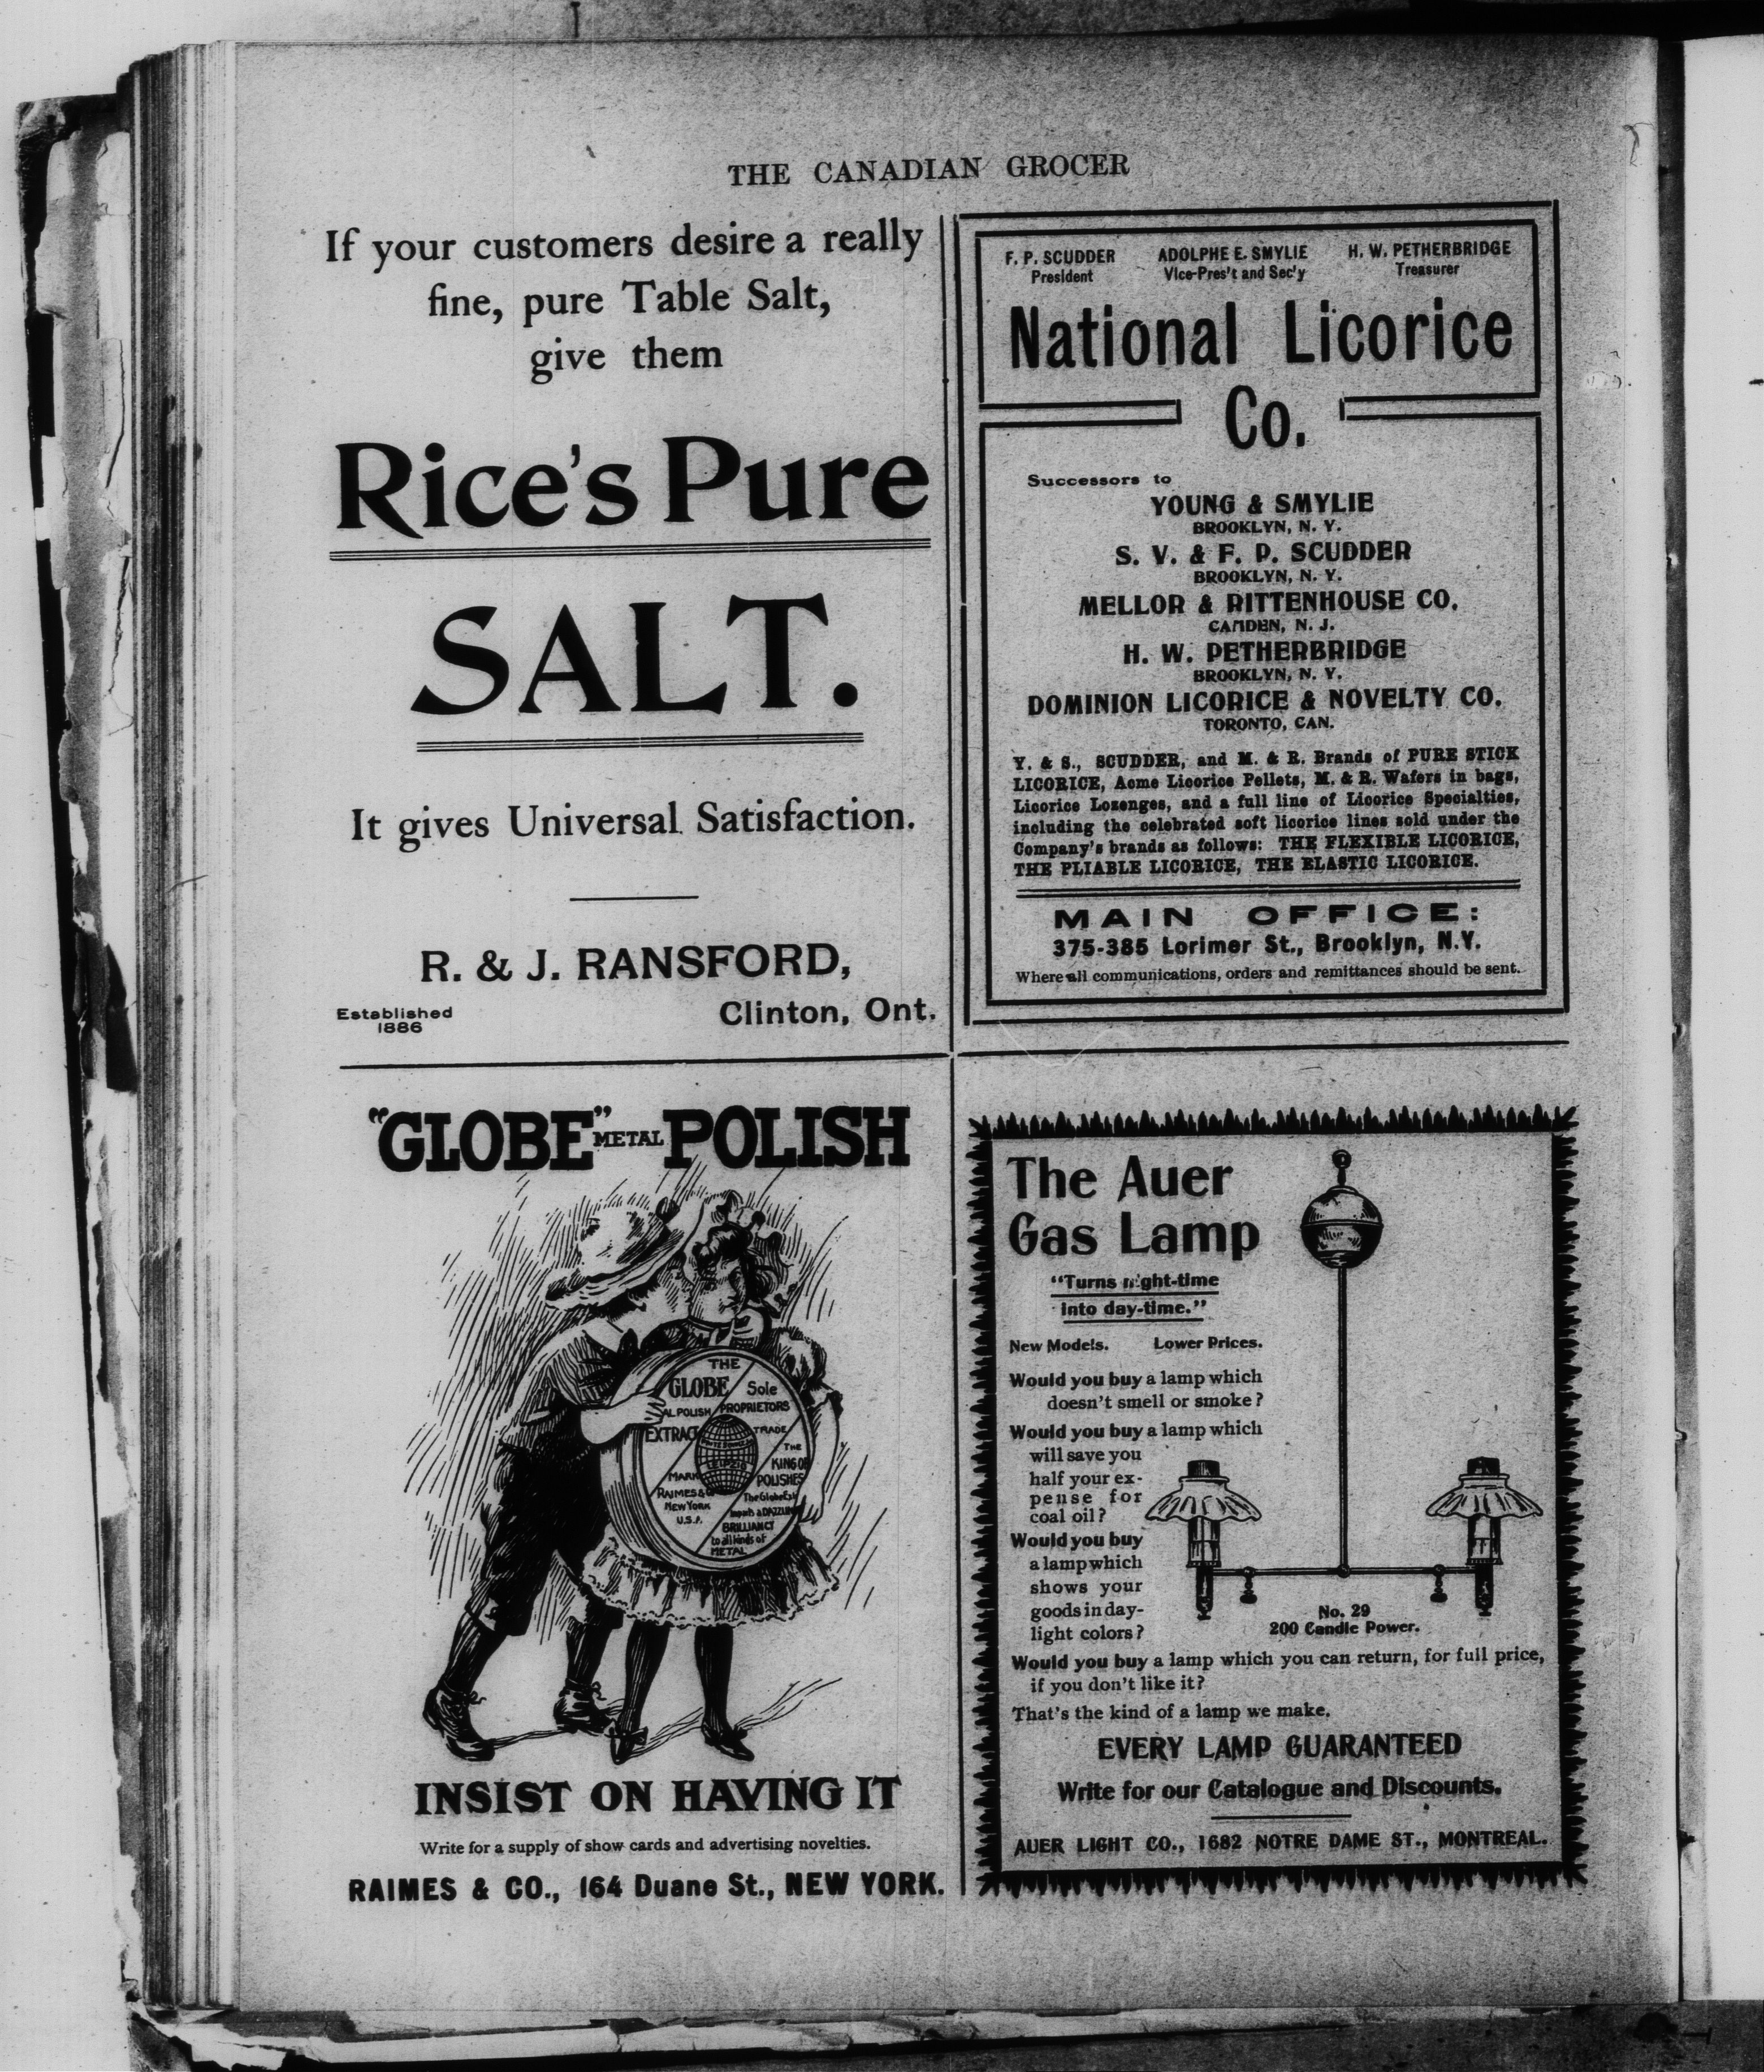 THE CANADIAN GROCER
If your customers desire a really
fine, pure Table Salt,
give them
Rice's Pure
SALT.
It gives Universal Satisfaction.
R. & J. RANSFORD,
Established
1886
Clinton, Ont.
F. P. SCUDDER
President
ADOLPHE E. SMYLIE
Vice-Pres't and Sec'y
H. W. PETHERBRIDGE
Treasurer
National Licorice
Co.
Successors to
YOUNG & SMYLIE
BROOKLYN, N. Y.
S. V. & F. P. SCUDDER
BROOKLYN, N. Y.
MELLOR & RITTENHOUSE CO.
CAMDEN, N. J.
H. W. PETHERBRIDGE
BROOKLYN, N. Y.
DOMINION LICORICE & NOVELTY CO.
TORONTO, CAN.
Y. & S., SCUDDER, and M. & R. Brands of PURE STICK
LICORICE, Acme Licorice Pellets, M. & R. Wafers in bags,
Licorice Lozenges, and a full line of Licorice Specialties,
including the celebrated soft licorice lines sold under the
Company's brands as follows: THE FLEXIBLE LICORICE,
THE PLIABLE LICORICE, THE ELASTIC LICORICE.
MAIN OFFICE:
375-385 Lorimer St., Brooklyn, N.Y.
Where all communications, orders and remittances should be sent.
"GLOBE" METAL POLISH
THE
GLOBE
Sole
AL POLISH
PROPRIETORS
EXTRACT
TRADE
THE
LEIPZIG
KING OF
MARK
POLISHES
RAIMES &
The Globe Ex
NEW YORK
U.S.A.
BRILLIANCY
to all kinds of
METAL
INSIST ON HAVING IT
Write for a supply of show cards and advertising novelties.
RAIMES & CO., 164 Duane St., NEW YORK.
The Auer
Gas Lamp
"Turns night-time
into day-time."
New Models. Lower Prices.
Would you buy a lamp which
doesn't smell or smoke?
Would you buy a lamp which
will save you
half your ex-
pense for
coal oil?
Would you buy
a lamp which
shows your
goods in day-
light colors?
No. 29
200 Candle Power.
Would you buy a lamp which you can return, for full price,
if you don't like it?
That's the kind of a lamp we make.
EVERY LAMP GUARANTEED
Write for our Catalogue and Discounts.
AUER LIGHT CO., 1682 NOTRE DAME ST., MONTREAL.